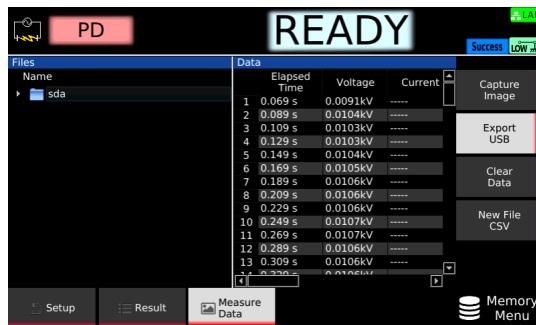 PD
READY
LAN
Success
LOW
Files
Name
sda
Data
Elapsed Time Voltage Current
1 0.069 s 0.0091kV -----
2 0.089 s 0.0104kV -----
3 0.109 s 0.0103kV -----
4 0.129 s 0.0103kV -----
5 0.149 s 0.0104kV -----
6 0.169 s 0.0105kV -----
7 0.189 s 0.0106kV -----
8 0.209 s 0.0106kV -----
9 0.229 s 0.0106kV -----
10 0.249 s 0.0107kV -----
11 0.269 s 0.0107kV -----
12 0.289 s 0.0106kV -----
13 0.309 s 0.0106kV -----
Capture
Image
Export
USB
Clear
Data
New File
CSV
Setup
Result
Measure
Data
Memory
Menu